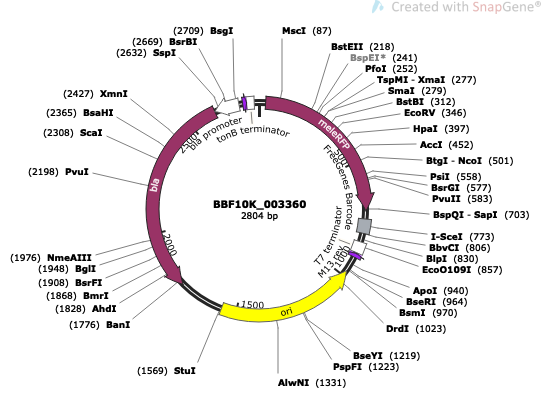 Created with SnapGene®
(2709) BsgI
(2669) BsrBI
(2632) SspI
(2427) XmnI
(2365) BsaHI
(2308) ScaI
(2198) PvuI
(1976) NmeAIII
(1948) BglI
(1908) BsrFI
(1868) BmrI
(1828) AhdI
(1776) BanI
(1569) StuI
MscI (87)
BstEII (218)
BspEI* (241)
PfoI (252)
TspMI - XmaI (277)
SmaI (279)
BstBI (312)
EcoRV (346)
HpaI (397)
AccI (452)
BtgI - NcoI (501)
PsiI (558)
BsrGI (577)
PvuII (583)
BspQI - SapI (703)
I-SceI (773)
BbvCI (806)
BlpI (830)
EcoO109I (857)
ApoI (940)
BseRI (964)
BsmI (970)
DrdI (1023)
BseYI (1219)
PspFI (1223)
AlwNI (1331)
bla promoter
tonB terminator
meleRFP
FreeGenes Barcode
T7 terminator
M13 rev
ori
bla
500
1000
1500
2000
2500
BBF10K_003360
2804 bp